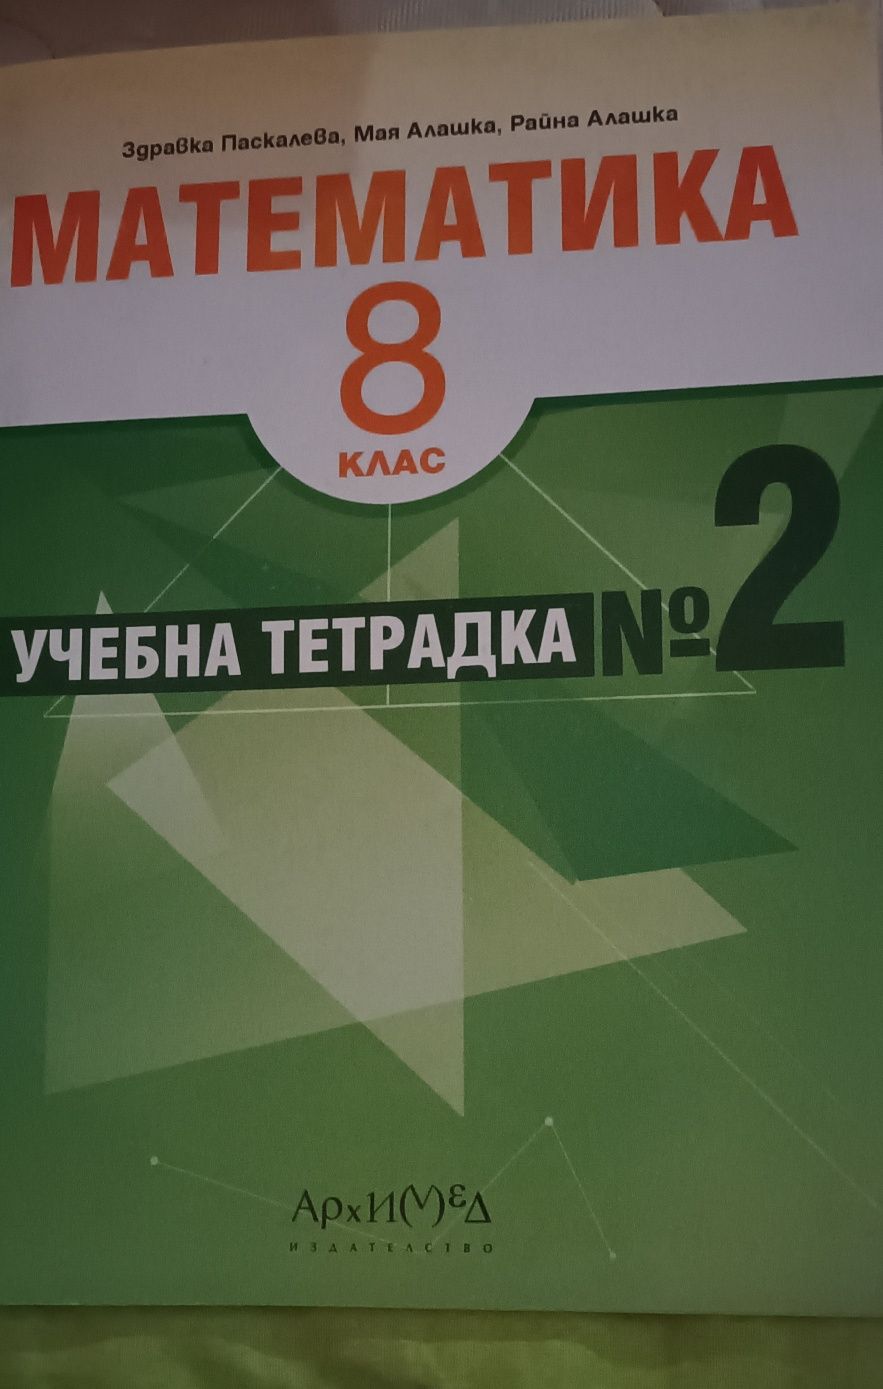 Здравка Паскалева, Мая Алашка, Райна Алашка
МАТЕМАТИКА
8
КЛАС
УЧЕБНА ТЕТРАДКА №2
АрхИМЕД
ИЗДАТЕЛСТВО